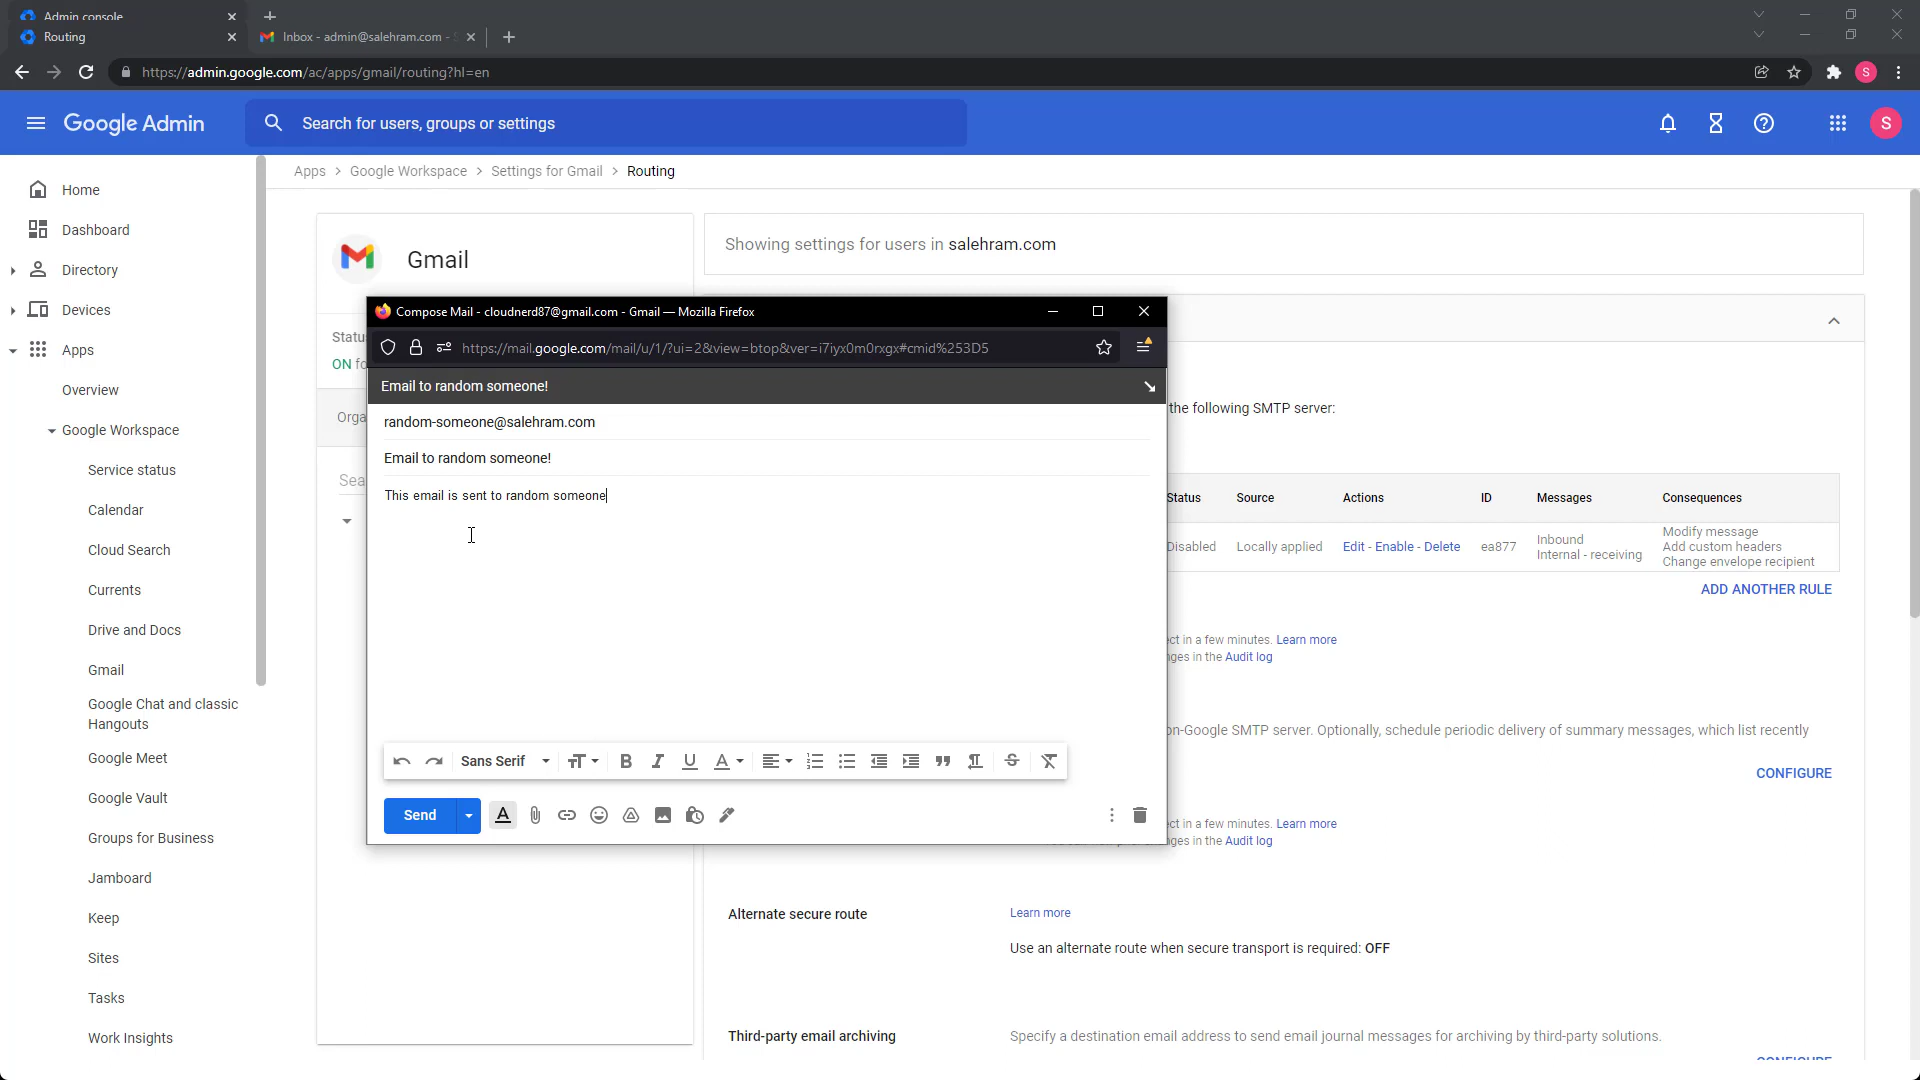 Admin console
Routing
Inbox - admin@salehram.com -
https://admin.google.com/ac/apps/gmail/routing?hl=en
S
Google Admin
Search for users, groups or settings
S
Home
Dashboard
Directory
Devices
Apps
Overview
Google Workspace
Service status
Calendar
Cloud Search
Currents
Drive and Docs
Gmail
Google Chat and classic
Hangouts
Google Meet
Google Vault
Groups for Business
Jamboard
Keep
Sites
Tasks
Work Insights
Apps > Google Workspace > Settings for Gmail > Routing
Gmail
Showing settings for users in salehram.com
ON
Compose Mail - cloudnerd87@gmail.com - Gmail — Mozilla Firefox
https://mail.google.com/mail/u/1/?ui=2&view=btop&ver=i7iyx0m0rxgx#cmid%253D5
Email to random someone!
random-someone@salehram.com
Email to random someone!
This email is sent to random someone
Sans Serif
Send
the following SMTP server:
Status Source Actions ID Messages Consequences
Disabled Locally applied Edit - Enable - Delete ea877
Inbound
Internal - receiving
Modify message
Add custom headers
Change envelope recipient
ADD ANOTHER RULE
in a few minutes. Learn more
in the Audit log
Google SMTP server. Optionally, schedule periodic delivery of summary messages, which list recently
CONFIGURE
in a few minutes. Learn more
in the Audit log
Alternate secure route
Learn more
Use an alternate route when secure transport is required: OFF
Third-party email archiving
Specify a destination email address to send email journal messages for archiving by third-party solutions.
CONFIGURE